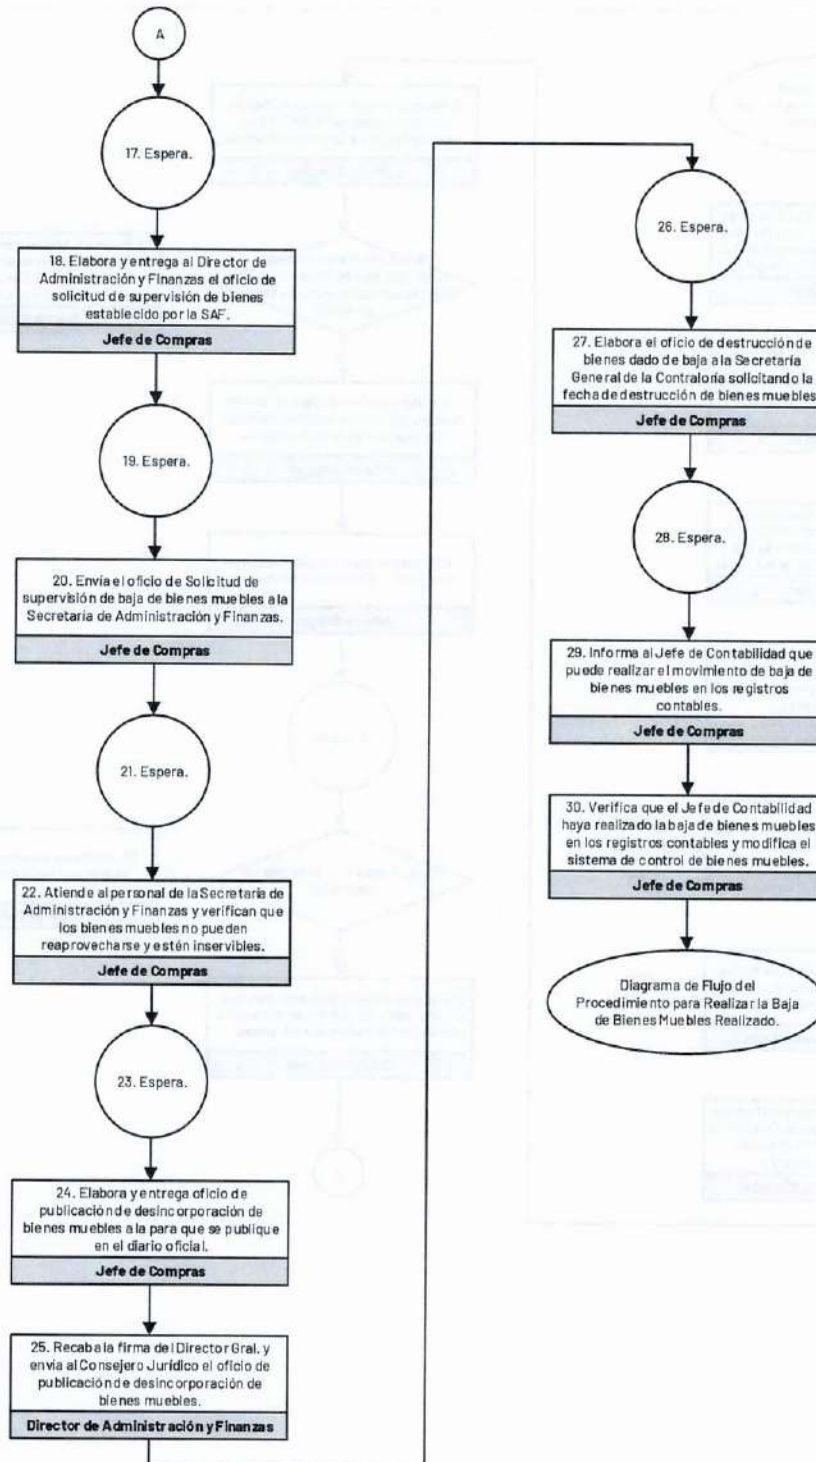 A
17. Espera.
18. Elabora y entrega al Director de
Administración y Finanzas el oficio de
solicitud de supervisión de bienes
establecido por la SAF.
Jefe de Compras
19. Espera.
20. Envía el oficio de Solicitud de
supervisión de baja de bienes muebles a la
Secretaría de Administración y Finanzas.
Jefe de Compras
21. Espera.
22. Atiende al personal de la Secretaría de
Administración y Finanzas y verifican que
los bienes muebles no pueden
reaprovecharse y estén inservibles.
Jefe de Compras
23. Espera.
24. Elabora y entrega oficio de
publicación de desincorporación de
bienes muebles a la para que se publique
en el diario oficial.
Jefe de Compras
25. Recaba la firma del Director Gral. y
envía al Consejero Jurídico el oficio de
publicación de desincorporación de
bienes muebles.
Director de Administración y Finanzas
26. Espera.
27. Elabora el oficio de destrucción de
bienes dado de baja a la Secretaría
General de la Contraloría solicitando la
fecha de destrucción de bienes muebles
Jefe de Compras
28. Espera.
29. Informa al Jefe de Contabilidad que
puede realizar el movimiento de baja de
bienes muebles en los registros
contables.
Jefe de Compras
30. Verifica que el Jefe de Contabilidad
haya realizado la baja de bienes muebles
en los registros contables y modifica el
sistema de control de bienes muebles.
Jefe de Compras
Diagrama de Flujo del
Procedimiento para Realizar la Baja
de Bienes Muebles Realizado.